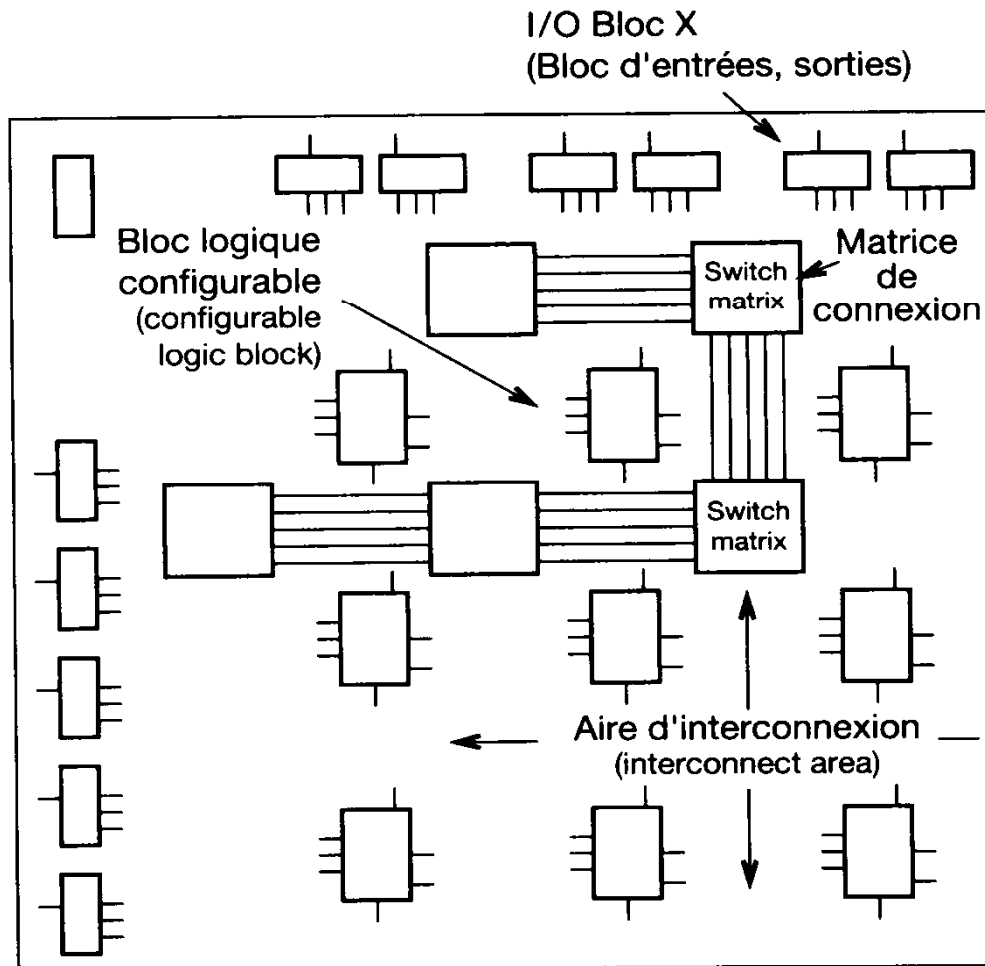 I/O Bloc X
(Bloc d'entrées, sorties)
Bloc logique
configurable
(configurable
logic block)
Switch
matrix
Matrice
de
connexion
Switch
matrix
Aire d'interconnexion
(interconnect area)